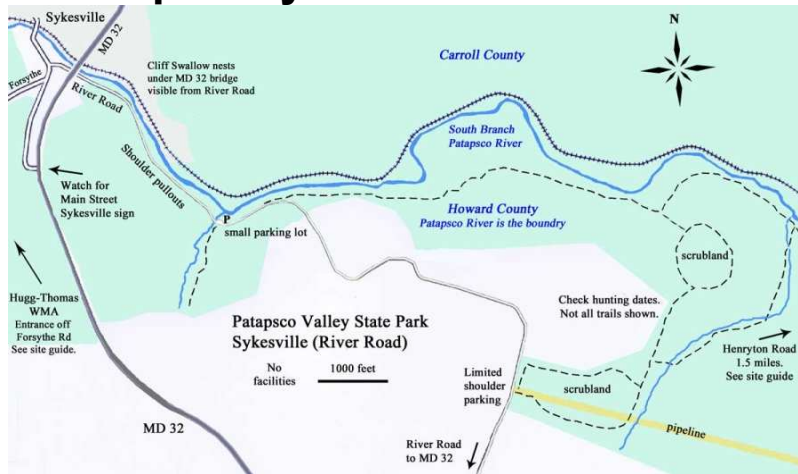 Sykesville
MD 32
Forsythe
River Road
Cliff Swallow nests
under MD 32 bridge
visible from River Road
Carroll County
N
South Branch
Patapsco River
Shoulder pullouts
Watch for
Main Street
Sykesville sign
P
small parking lot
Howard County
Patapsco River is the boundry
scrubland
Hugg-Thomas
WMA
Entrance off
Forsythe Rd
See site guide.
Check hunting dates.
Not all trails shown.
Patapsco Valley State Park
Sykesville (River Road)
No
facilities
1000 feet
Henryton Road
1.5 miles.
See site guide
Limited
shoulder
parking
scrubland
MD 32
pipeline
River Road
to MD 32